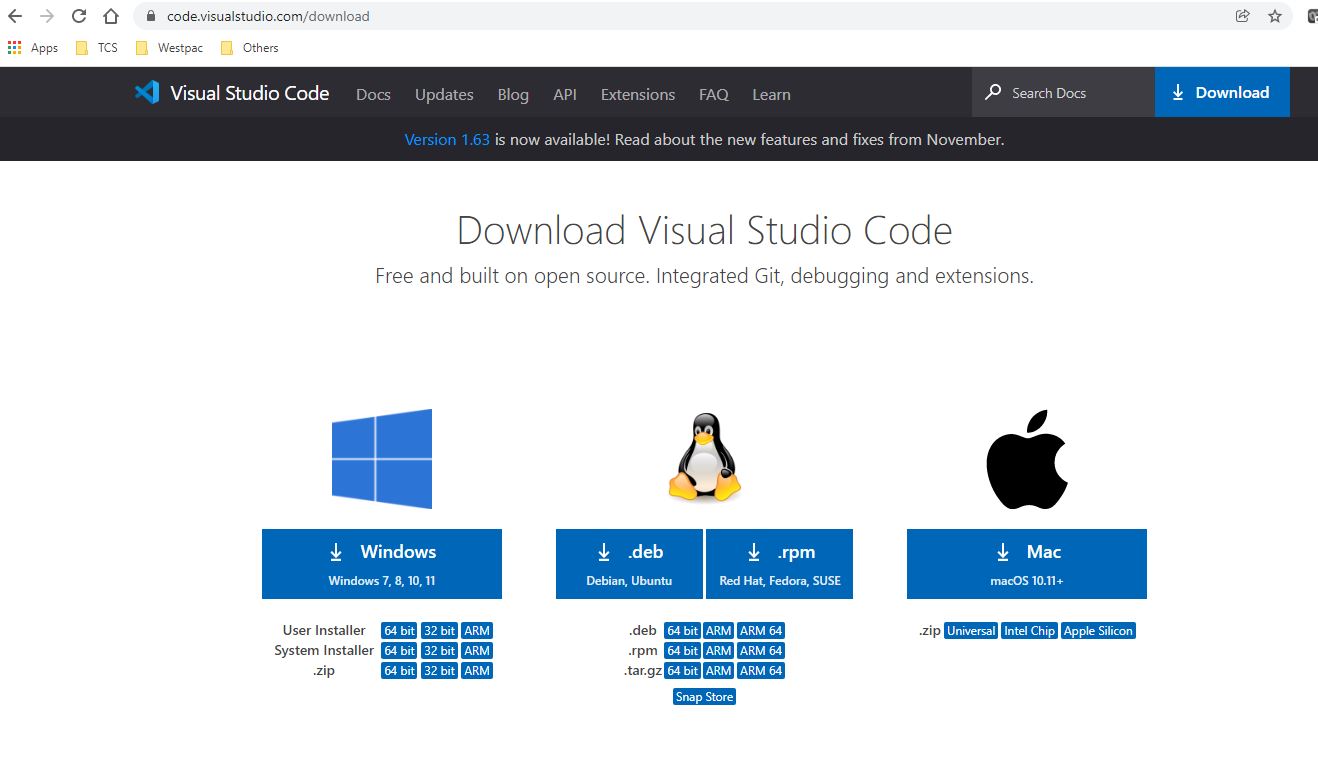 code.visualstudio.com/download
Apps TCS Westpac Others
Visual Studio Code Docs Updates Blog API Extensions FAQ Learn Search Docs Download
Version 1.63 is now available! Read about the new features and fixes from November.
Download Visual Studio Code
Free and built on open source. Integrated Git, debugging and extensions.
Windows
Windows 7, 8, 10, 11
User Installer 64 bit 32 bit ARM
System Installer 64 bit 32 bit ARM
.zip 64 bit 32 bit ARM
.deb
Debian, Ubuntu
.rpm
Red Hat, Fedora, SUSE
.deb 64 bit ARM ARM 64
.rpm 64 bit ARM ARM 64
.tar.gz 64 bit ARM ARM 64
Snap Store
Mac
macOS 10.11+
.zip Universal Intel Chip Apple Silicon